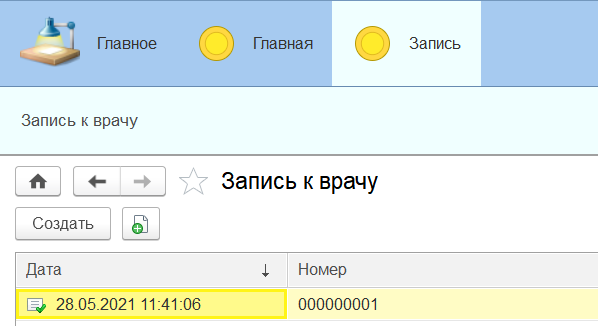 Главное Главная Запись
Запись к врачу
Запись к врачу
Создать
Дата ↓ Номер
28.05.2021 11:41:06 000000001